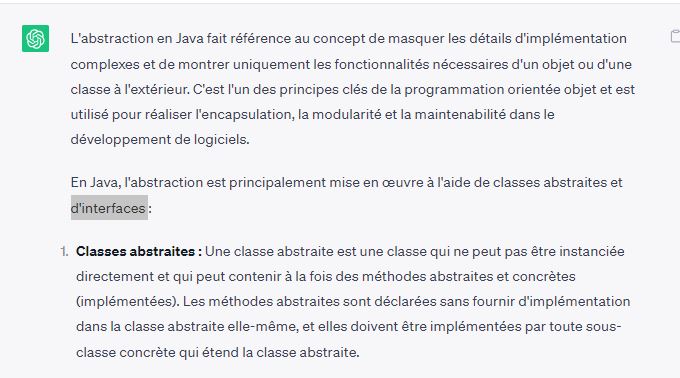 L'abstraction en Java fait référence au concept de masquer les détails d'implémentation
complexes et de montrer uniquement les fonctionnalités nécessaires d'un objet ou d'une
classe à l'extérieur. C'est l'un des principes clés de la programmation orientée objet et est
utilisé pour réaliser l'encapsulation, la modularité et la maintenabilité dans le
développement de logiciels.
En Java, l'abstraction est principalement mise en œuvre à l'aide de classes abstraites et
d'interfaces :
1. Classes abstraites : Une classe abstraite est une classe qui ne peut pas être instanciée
directement et qui peut contenir à la fois des méthodes abstraites et concrètes
(implémentées). Les méthodes abstraites sont déclarées sans fournir d'implémentation
dans la classe abstraite elle-même, et elles doivent être implémentées par toute sous-
classe concrète qui étend la classe abstraite.